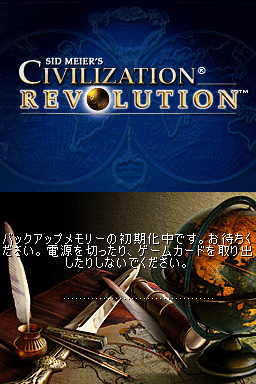 SID MEIER'S
CIVILIZATION®
REVOLUTION™
バックアップメモリーの初期化中です。お待ちく
ださい。電源を切ったり、ゲームカードを取り出
したりしないでください。
........................................